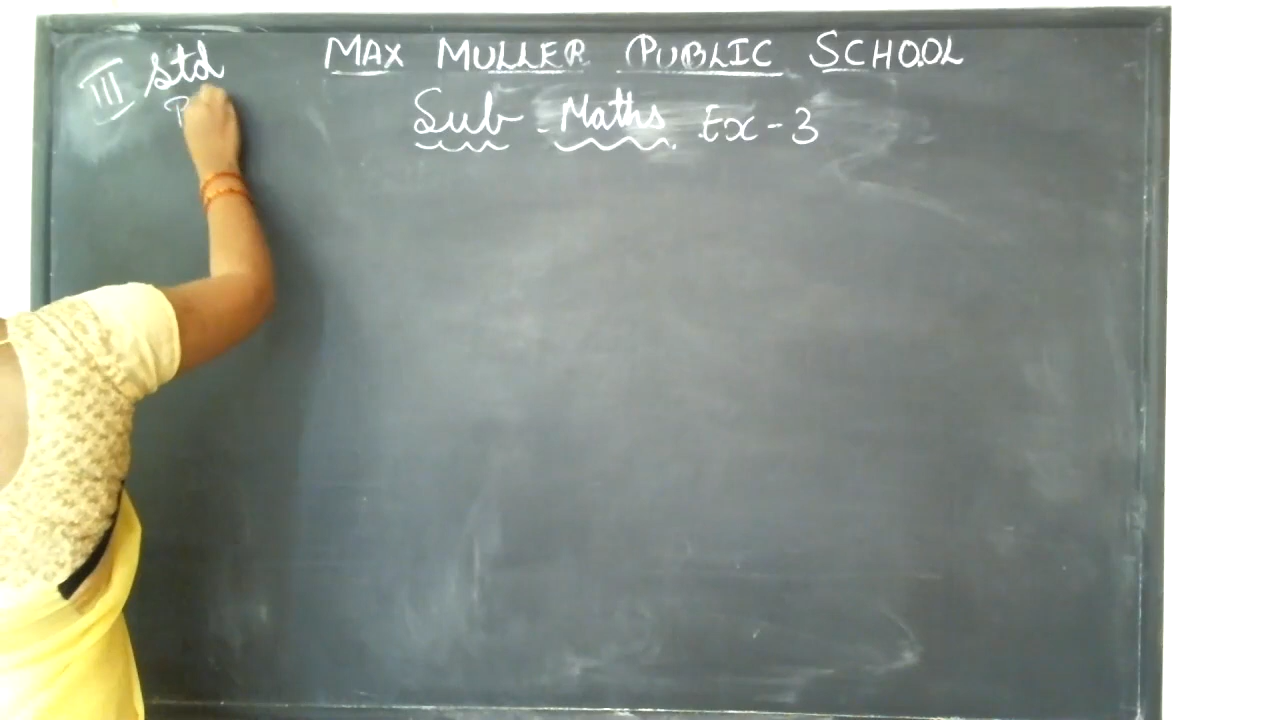 MAX MULLER PUBLIC SCHOOL
III Std
Sub - Maths. Ex - 3